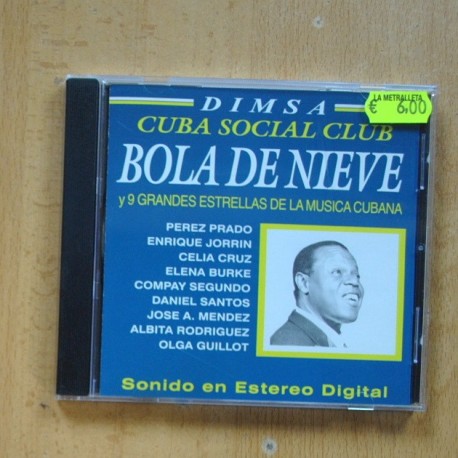 LA METRALLETA
€ 6,00
DIMSA
CUBA SOCIAL CLUB
BOLA DE NIEVE
y 9 GRANDES ESTRELLAS DE LA MUSICA CUBANA
PEREZ PRADO
ENRIQUE JORRIN
CELIA CRUZ
ELENA BURKE
COMPAY SEGUNDO
DANIEL SANTOS
JOSE A. MENDEZ
ALBITA RODRIGUEZ
OLGA GUILLOT
Sonido en Estereo Digital